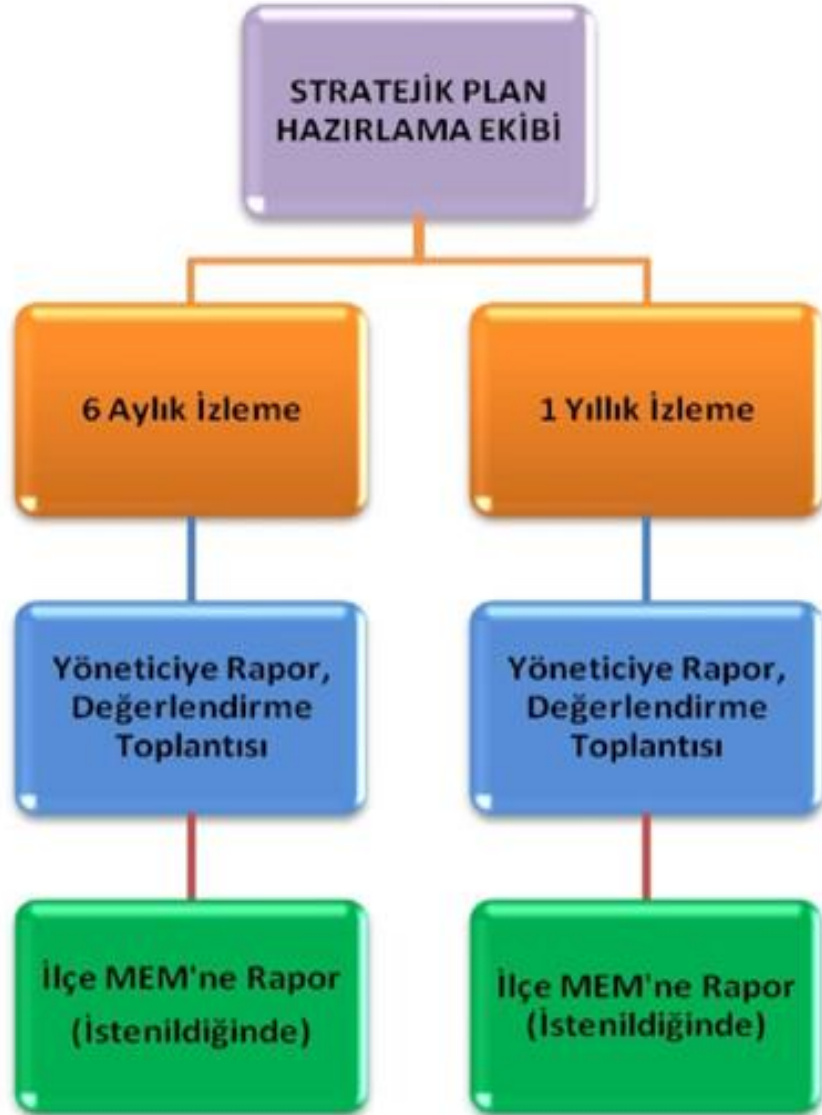 STRATEJİK PLAN
HAZIRLAMA EKİBİ
6 Aylık İzleme
1 Yıllık İzleme
Yöneticiye Rapor,
Değerlendirme
Toplantısı
Yöneticiye Rapor,
Değerlendirme
Toplantısı
İlçe MEM'ne Rapor
(İstenildiğinde)
İlçe MEM'ne Rapor
(İstenildiğinde)